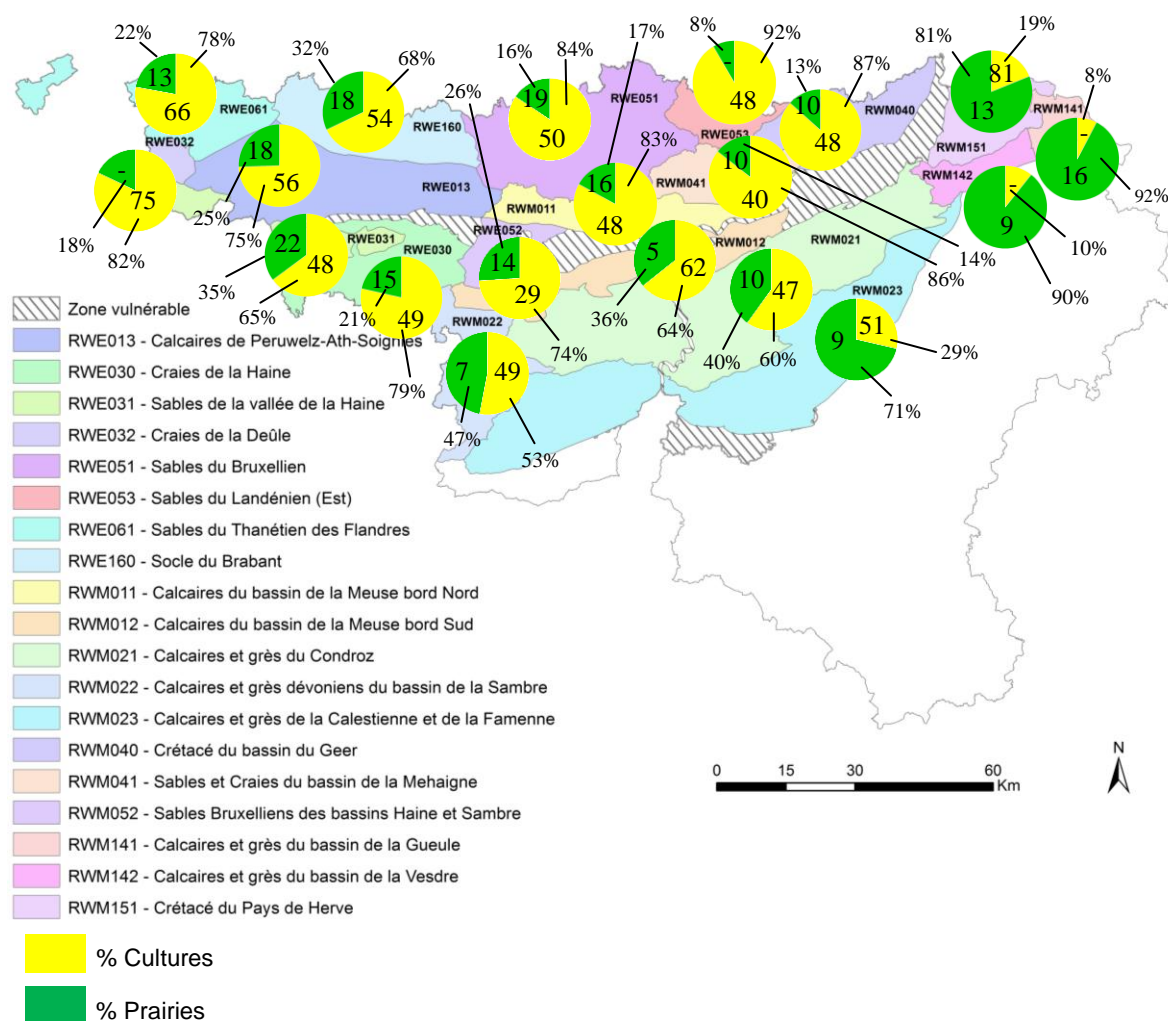 22%
78%
13
66
32%
68%
18
54
16%
84%
19
50
17%
8%
92%
-
48
13%
87%
10
48
81%
19%
81
13
8%
-
16
92%
RWE061
RWE032
RWE160
RWE013
RWE051
RWE053
RWM040
RWM041
RWM141
RWM151
RWM142
RWM011
RWE052
RWM012
RWM021
RWM023
RWE031
RWE030
RWM022
-
75
18%
82%
18
56
25%
75%
26%
14
29
74%
83%
16
48
10
40
14%
86%
-
9
10%
90%
22
48
35%
65%
15
49
21%
79%
5
62
36%
64%
10
47
40%
60%
51
9
29%
71%
7
49
47%
53%
Zone vulnérable
RWE013 - Calcaires de Peruwelz-Ath-Soignies
RWE030 - Craies de la Haine
RWE031 - Sables de la vallée de la Haine
RWE032 - Craies de la Deûle
RWE051 - Sables du Bruxellien
RWE053 - Sables du Landénien (Est)
RWE061 - Sables du Thanétien des Flandres
RWE160 - Socle du Brabant
RWM011 - Calcaires du bassin de la Meuse bord Nord
RWM012 - Calcaires du bassin de la Meuse bord Sud
RWM021 - Calcaires et grès du Condroz
RWM022 - Calcaires et grès dévoniens du bassin de la Sambre
RWM023 - Calcaires et grès de la Calestienne et de la Famenne
RWM040 - Crétacé du bassin du Geer
RWM041 - Sables et Craies du bassin de la Mehaigne
RWM052 - Sables Bruxelliens des bassins Haine et Sambre
RWM141 - Calcaires et grès du bassin de la Gueule
RWM142 - Calcaires et grès du bassin de la Vesdre
RWM151 - Crétacé du Pays de Herve
% Cultures
% Prairies
0 15 30 60
Km
N